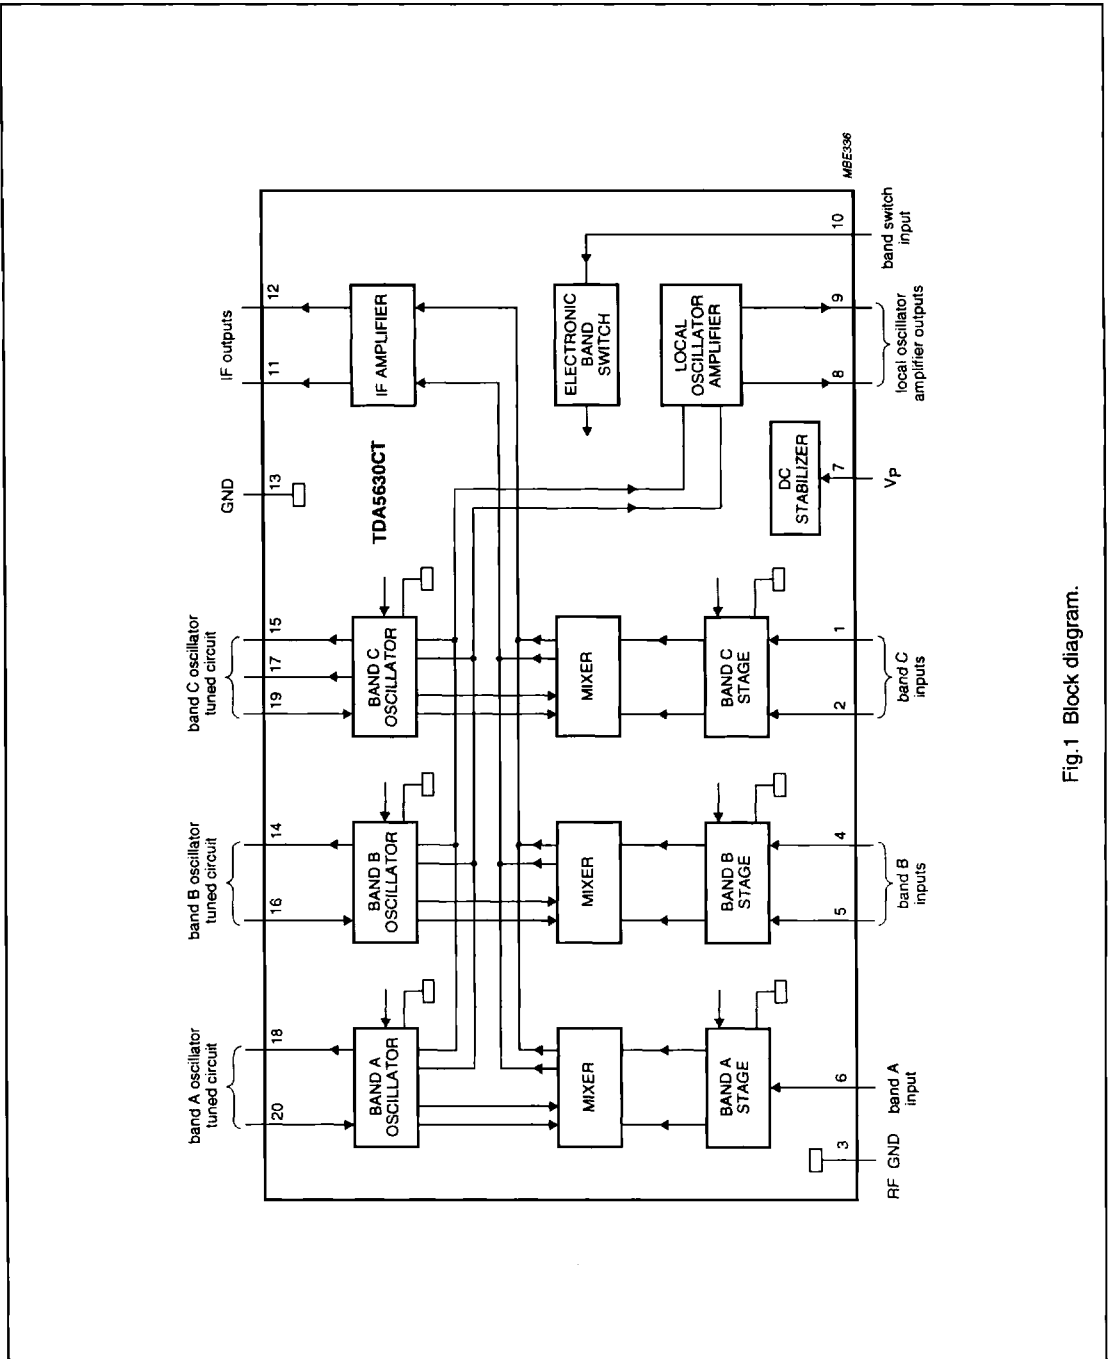 band A oscillator
tuned circuit
band B oscillator
tuned circuit
band C oscillator
tuned circuit
GND
IF outputs
20
18
16
14
19
17
15
13
11
12
BAND A
OSCILLATOR
BAND B
OSCILLATOR
BAND C
OSCILLATOR
TDA5630CT
IF AMPLIFIER
MIXER
MIXER
MIXER
ELECTRONIC
BAND
SWITCH
BAND A
STAGE
BAND B
STAGE
BAND C
STAGE
LOCAL
OSCILLATOR
AMPLIFIER
DC
STABILIZER
3
6
5
4
2
1
7
8
9
10
RF GND
band A
input
band B
inputs
band C
inputs
VP
local oscillator
amplifier outputs
band switch
input
MBE336
Fig.1 Block diagram.